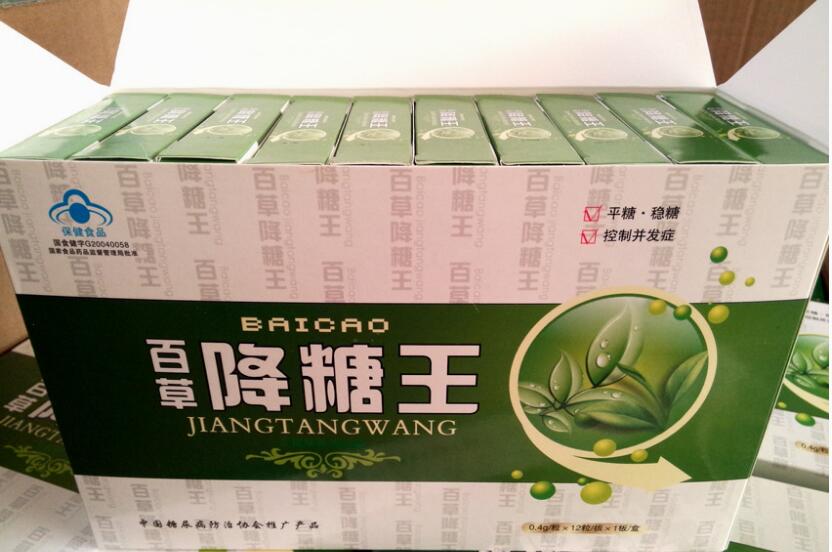 保健食品
国食健字G20040058
国家食品药品监督管理局批准
平糖·稳糖
控制并发症
BAICAO
百草
降糖王
JIANGTANGWANG
中国糖尿病防治协会推广产品
0.4g/粒×12粒/板×1板/盒